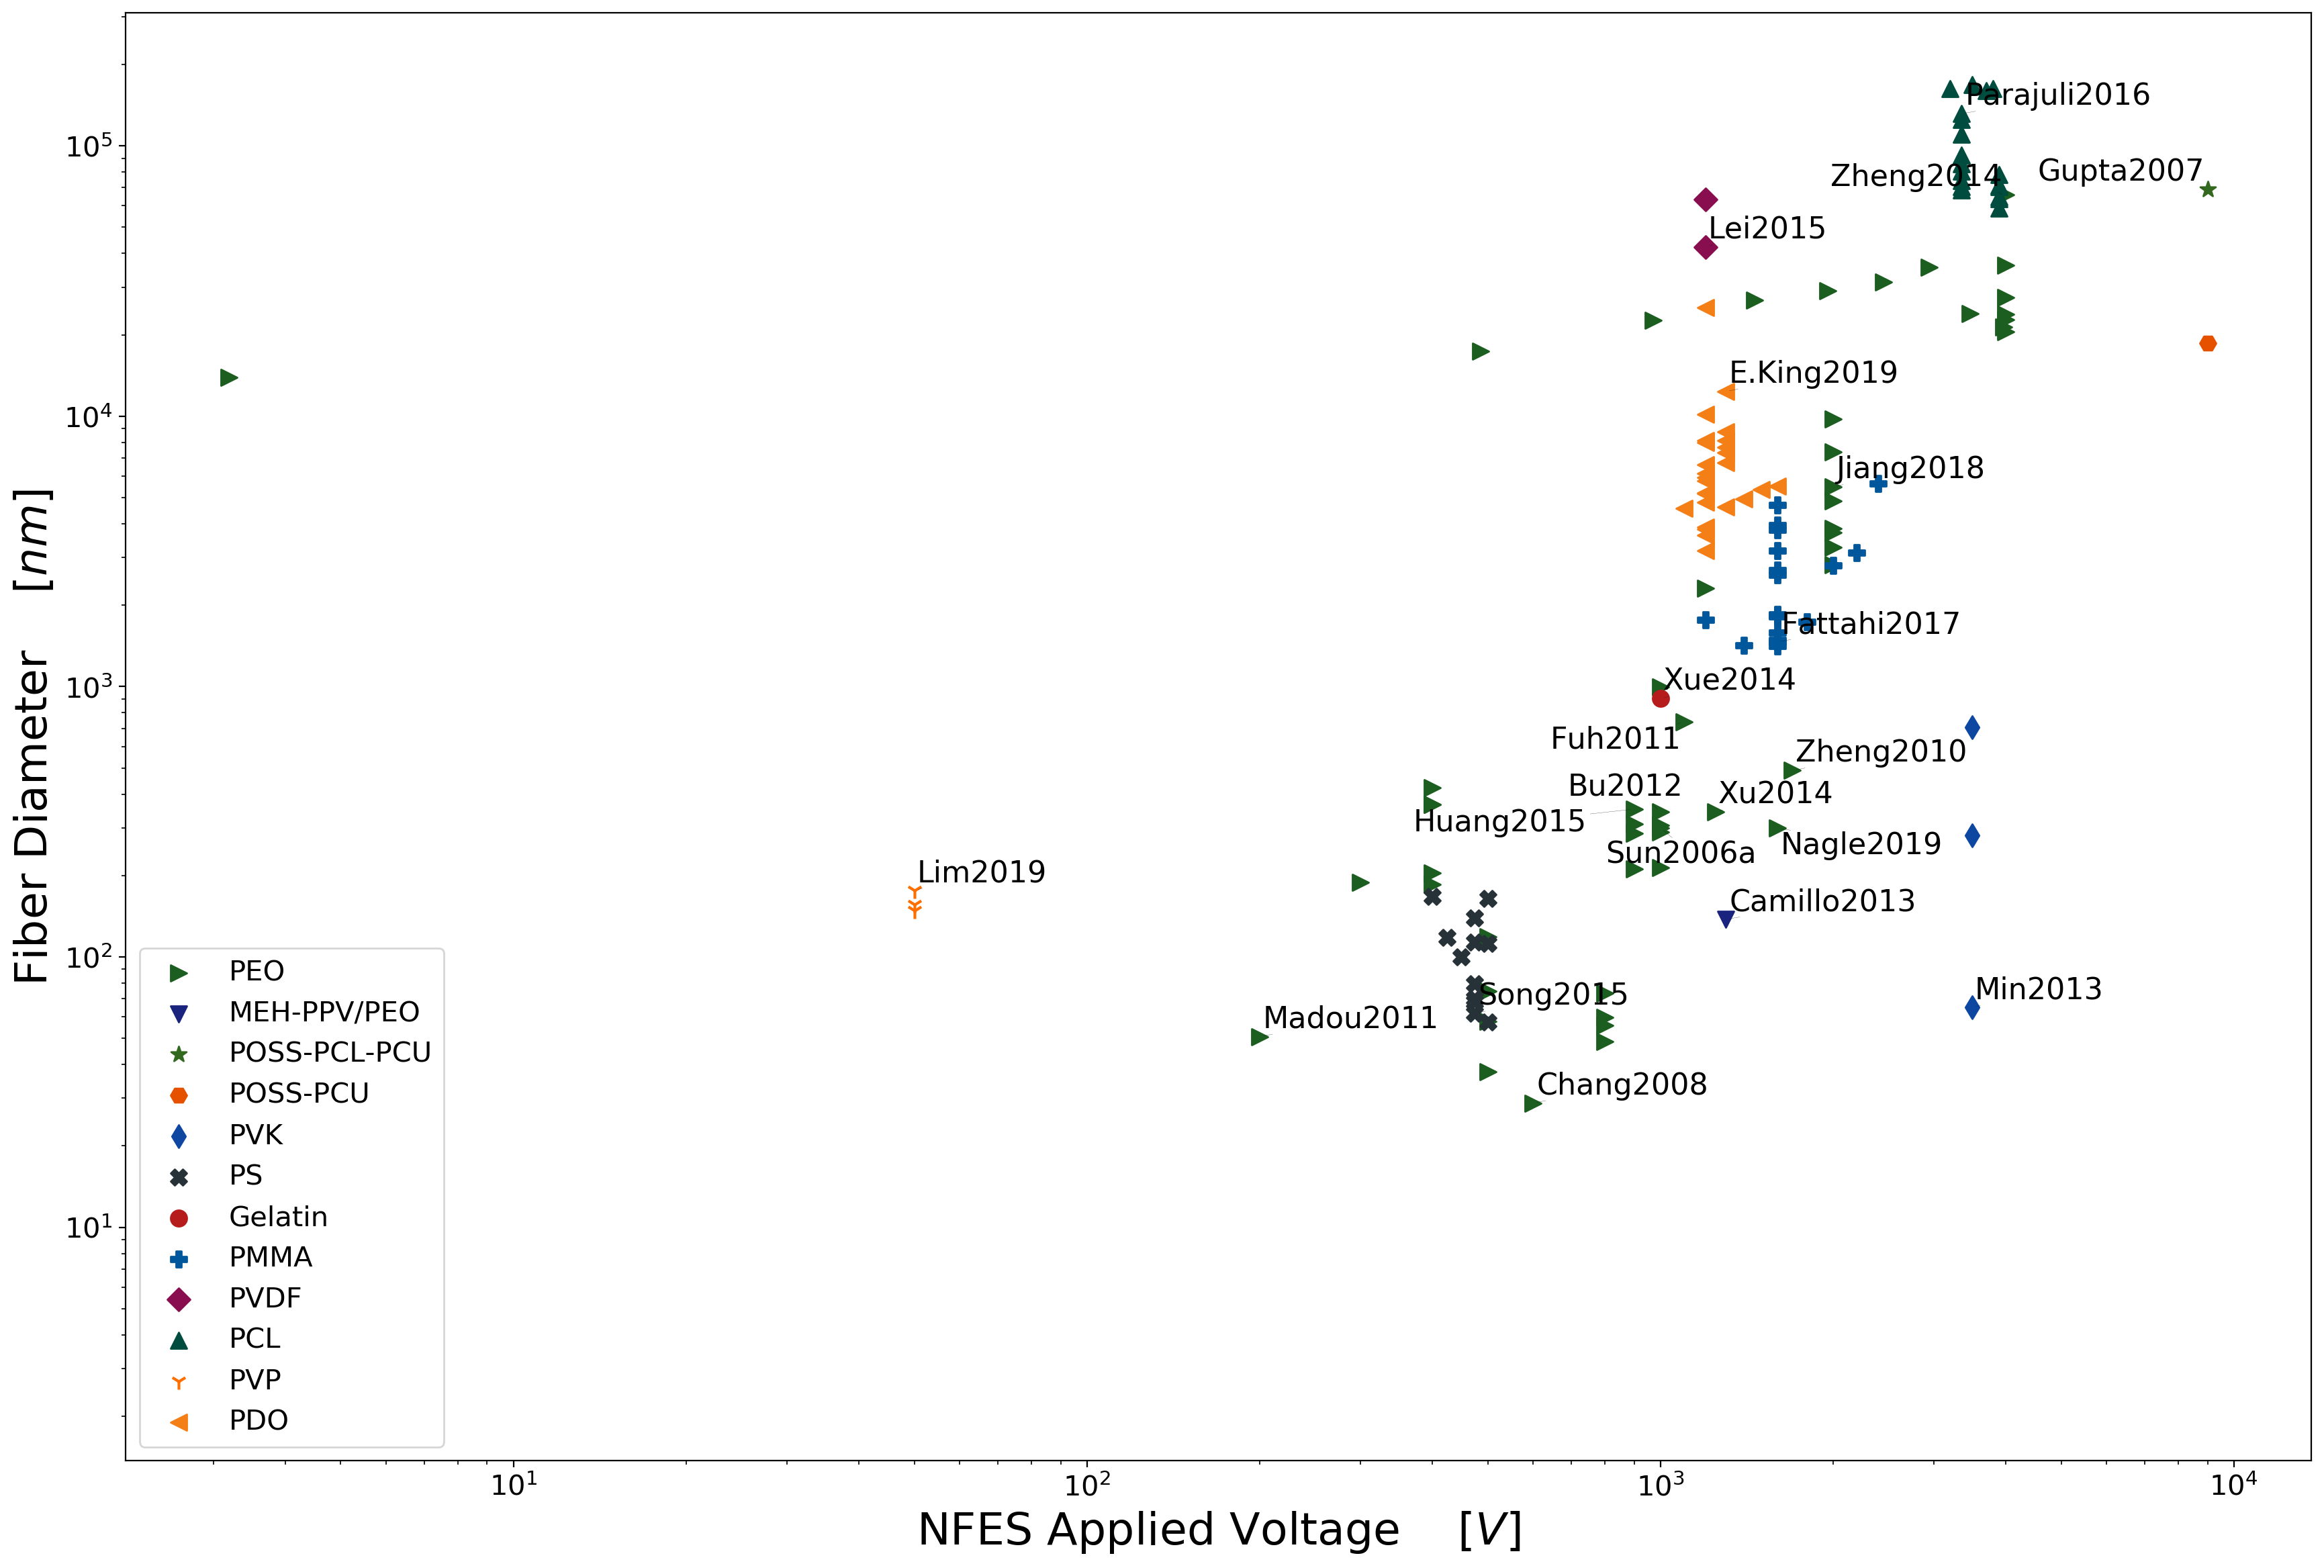 Parajuli2016
10^5
Zheng2014
Gupta2007
Lei2015
E.King2019
10^4
Jiang2018
Fattahi2017
10^3
Xue2014
Fuh2011
Zheng2010
Bu2012
Xu2014
Huang2015
Nagle2019
Sun2006a
Lim2019
Camillo2013
10^2
Min2013
Song2015
Madou2011
Chang2008
10^1
Fiber Diameter [nm]
PEO
MEH-PPV/PEO
POSS-PCL-PCU
POSS-PCU
PVK
PS
Gelatin
PMMA
PVDF
PCL
PVP
PDO
10^1 10^2 10^3 10^4
NFES Applied Voltage [V]